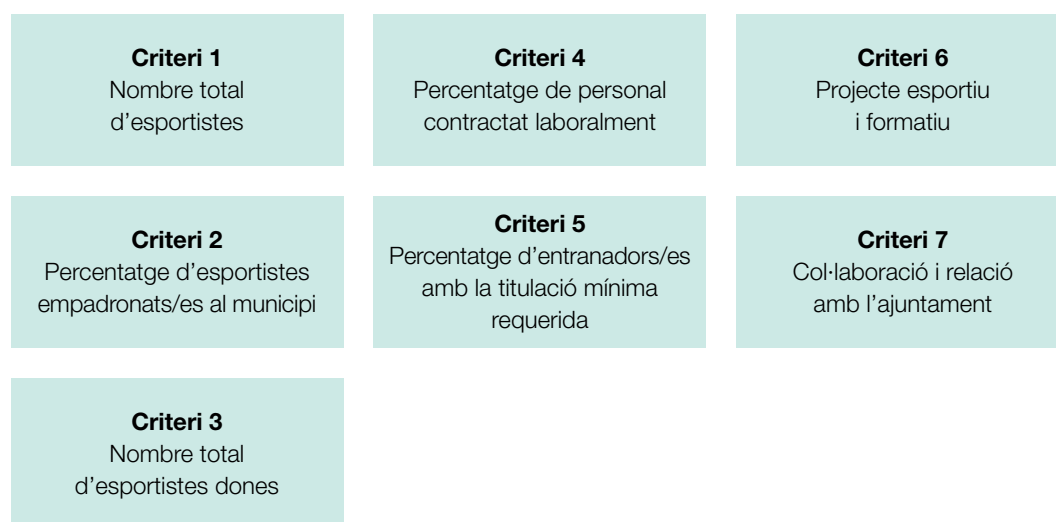 Criteri 1
Nombre total
d’esportistes
Criteri 2
Percentatge d’esportistes
empadronats/es al municipi
Criteri 3
Nombre total
d’esportistes dones
Criteri 4
Percentatge de personal
contractat laboralment
Criteri 5
Percentatge d’entranadors/es
amb la titulació mínima
requerida
Criteri 6
Projecte esportiu
i formatiu
Criteri 7
Col·laboració i relació
amb l’ajuntament